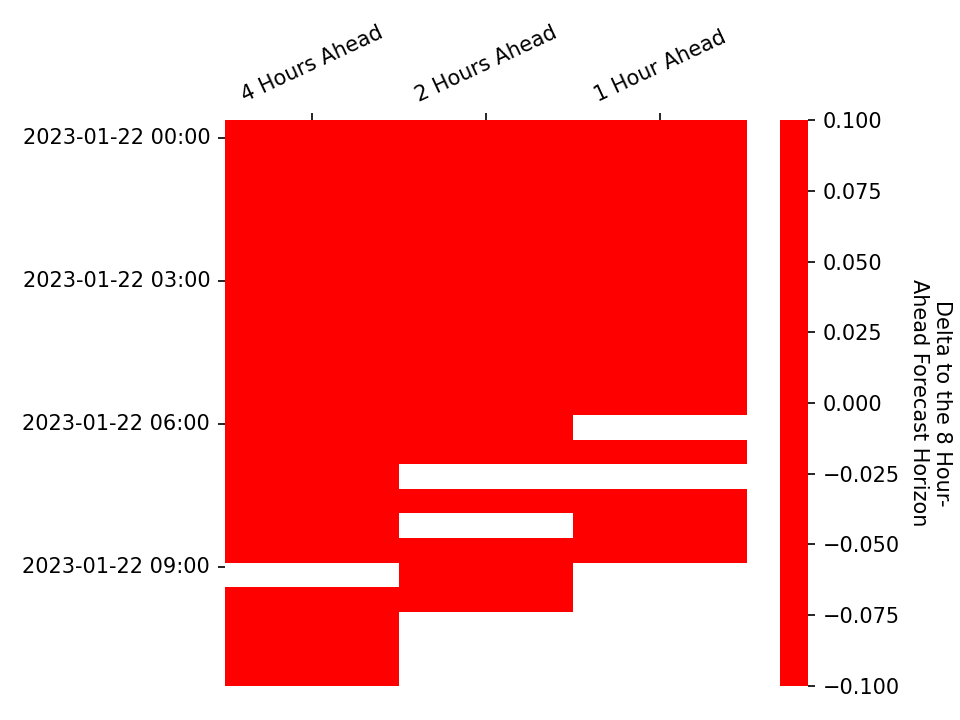 4 Hours Ahead
2 Hours Ahead
1 Hour Ahead
2023-01-22 00:00
2023-01-22 03:00
2023-01-22 06:00
2023-01-22 09:00
0.100
0.075
0.050
0.025
0.000
−0.025
−0.050
−0.075
−0.100
Delta to the 8 Hour-
Ahead Forecast Horizon